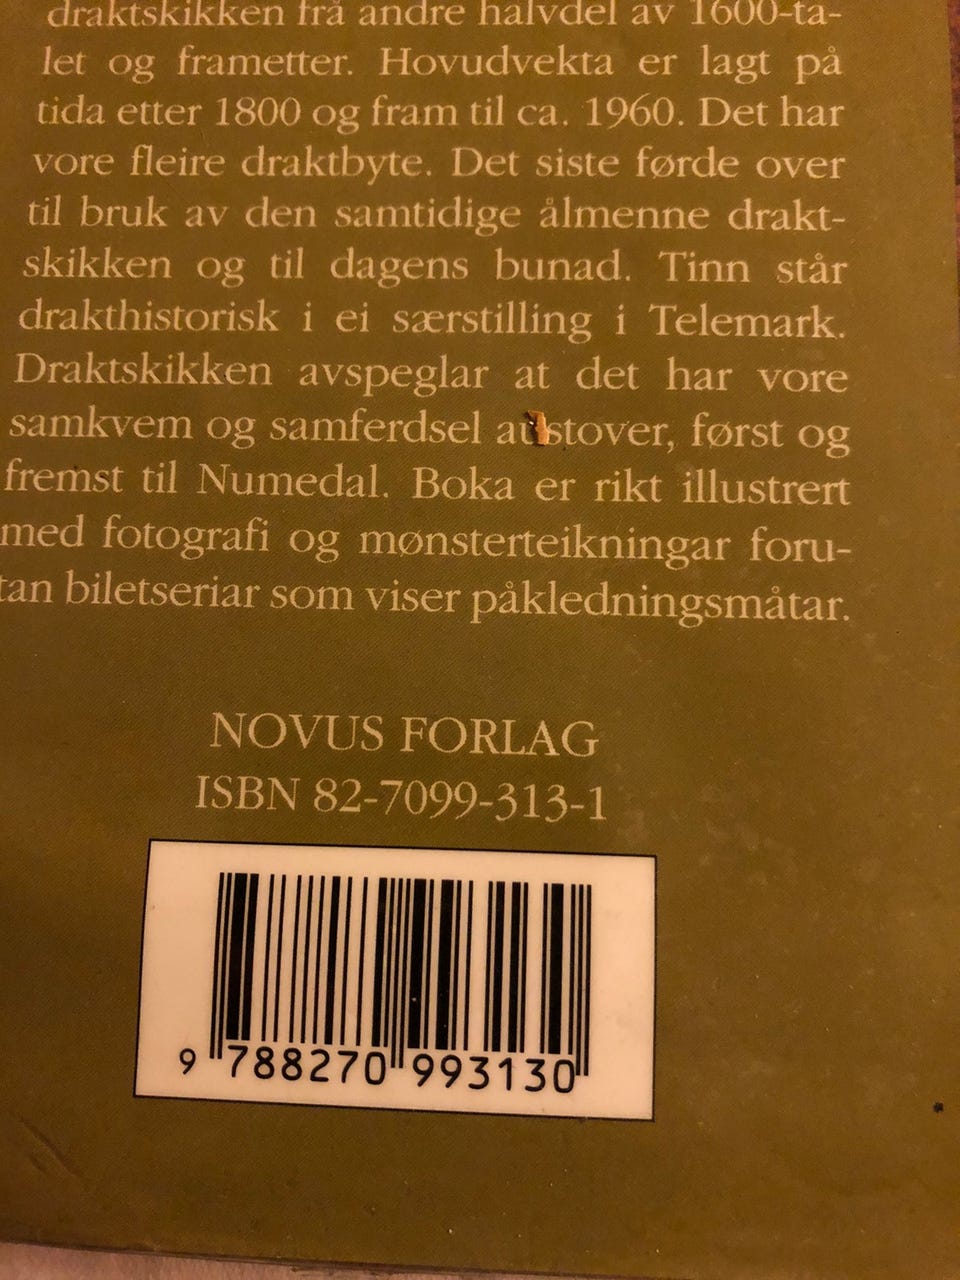 draktskikken frå andre halvdel av 1600-ta-
let og frametter. Hovudvekta er lagt på
tida etter 1800 og fram til ca. 1960. Det har
vore fleire draktbyte. Det siste førde over
til bruk av den samtidige ålmenne drakt-
skikken og til dagens bunad. Tinn står
drakthistorisk i ei særstilling i Telemark.
Draktskikken avspeglar at det har vore
samkvem og samferdsel austover, først og
fremst til Numedal. Boka er rikt illustrert
med fotografi og mønsterteikningar foru-
tan biletseriar som viser påkledningsmåtar.
NOVUS FORLAG
ISBN 82-7099-313-1
9 788270 993130